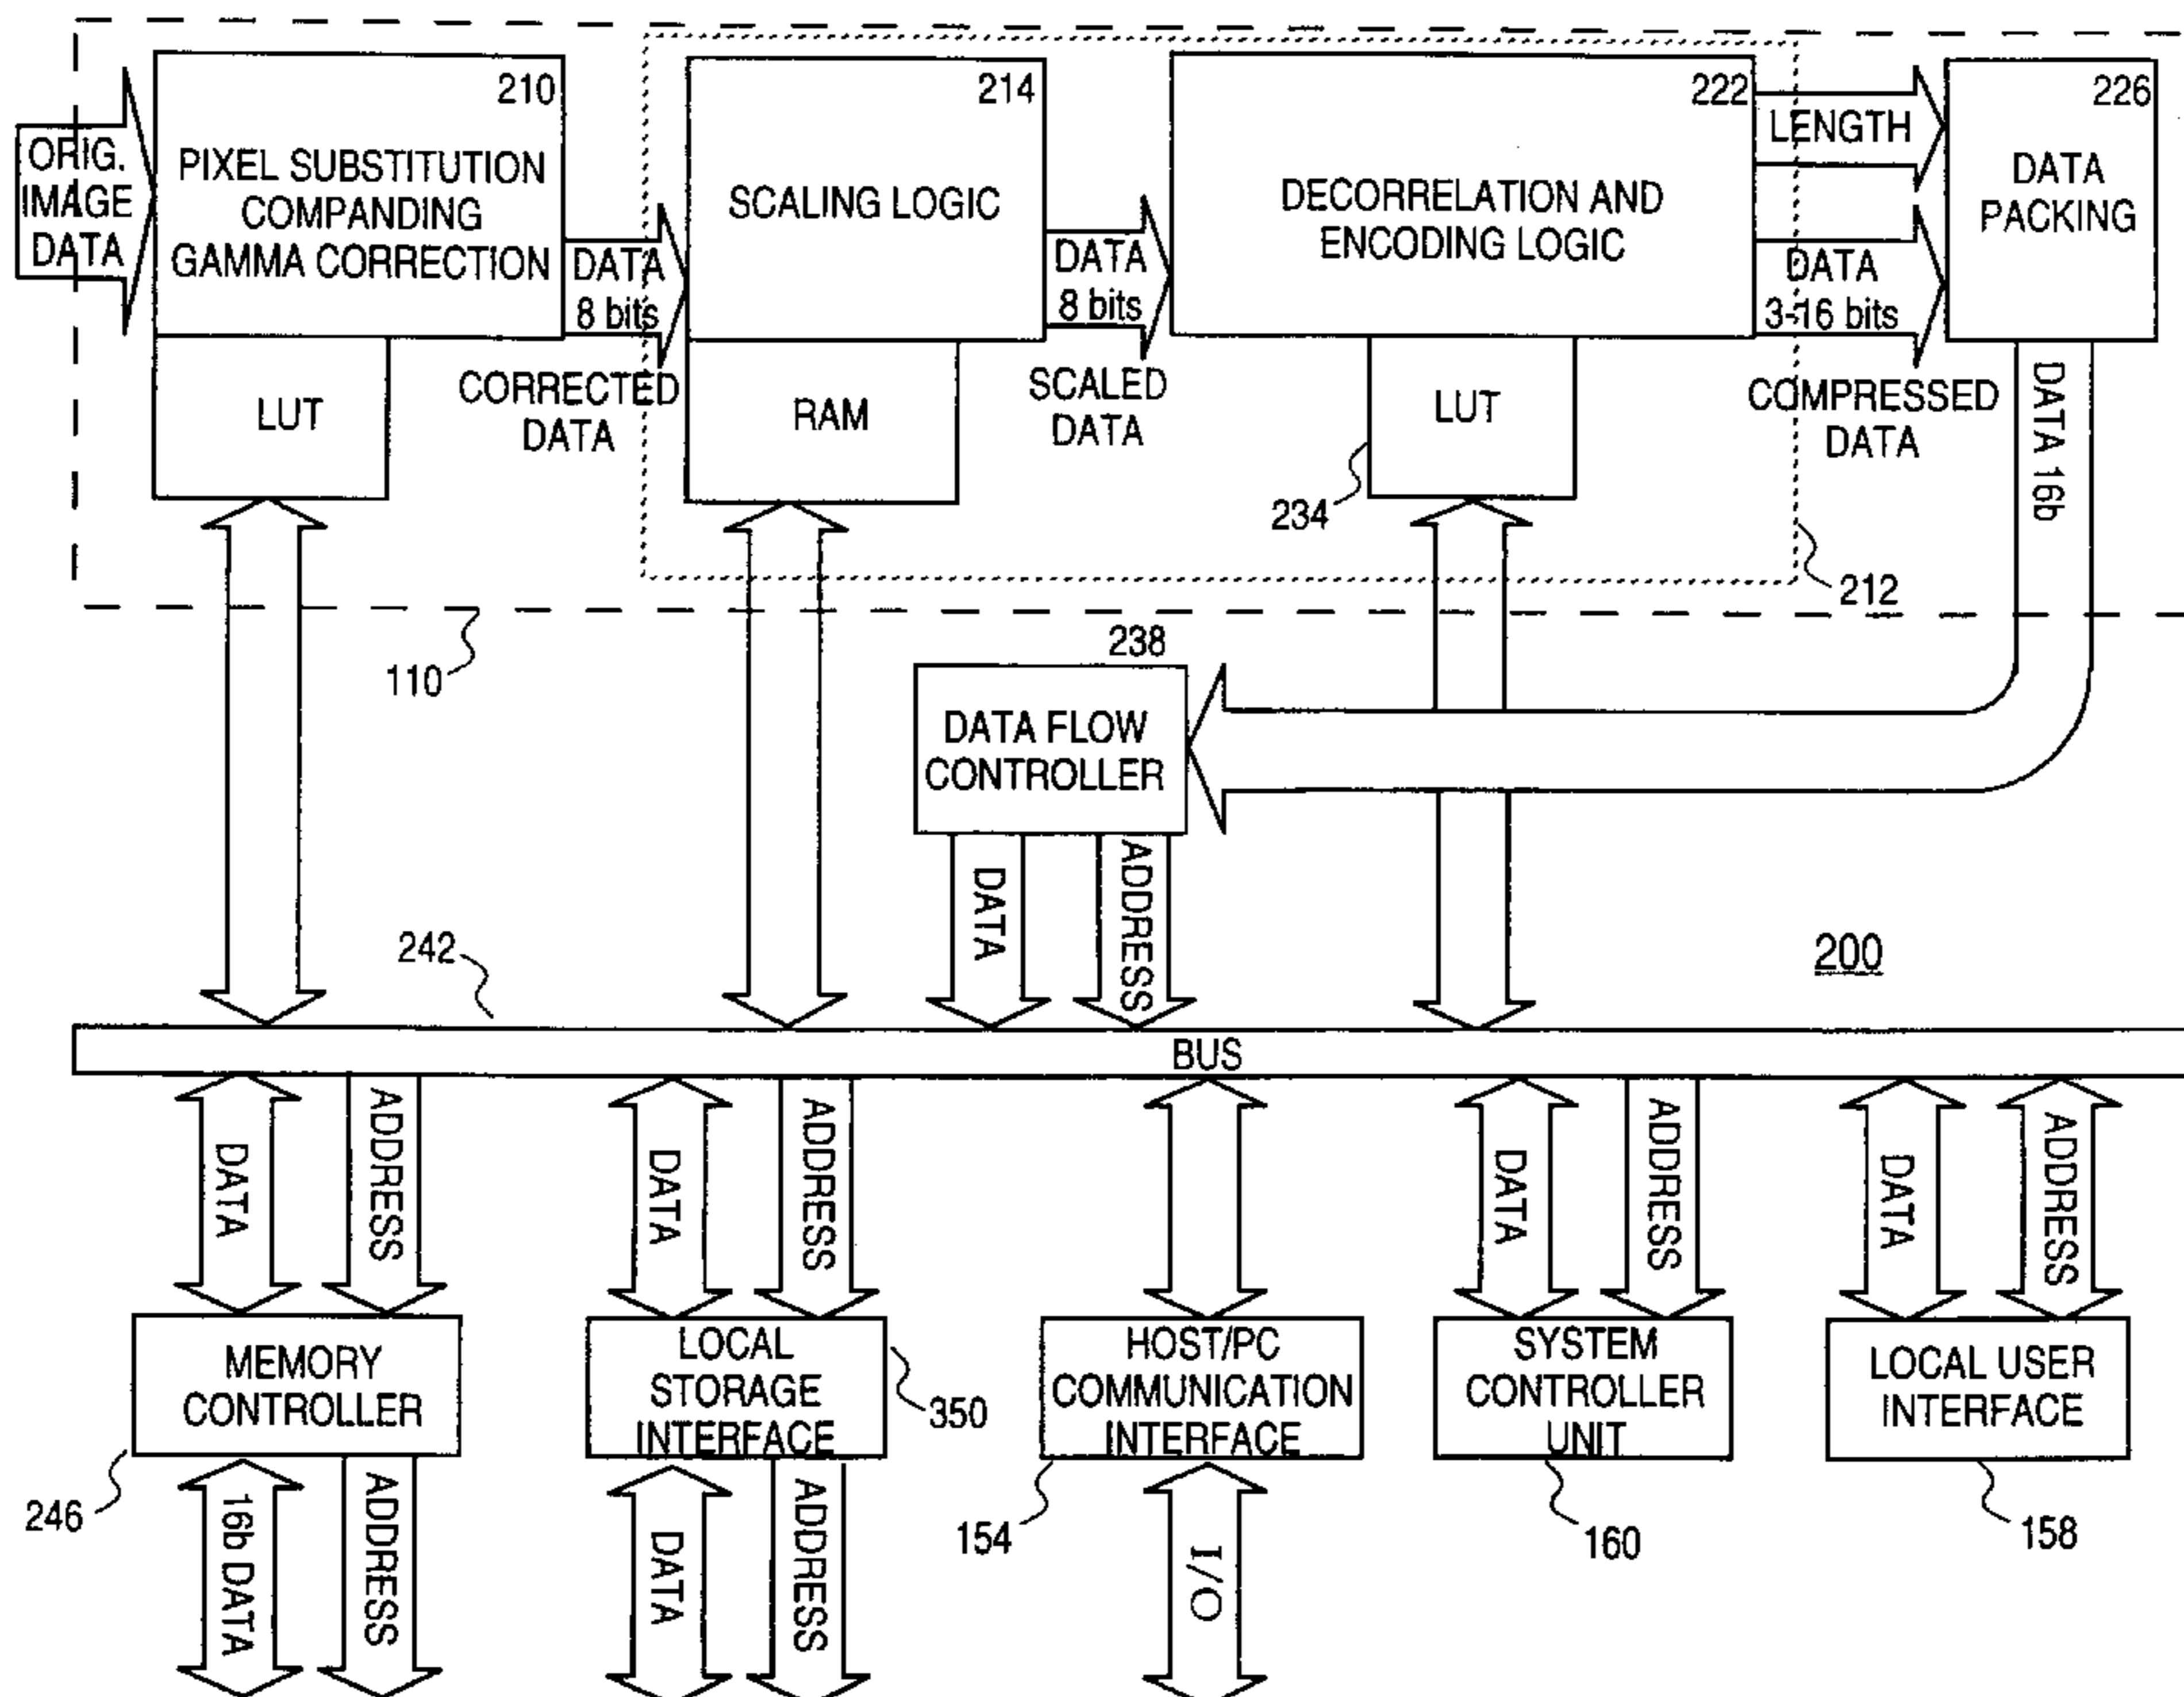 210
214
222
226
ORIG.
IMAGE
DATA
PIXEL SUBSTITUTION
COMPANDING
GAMMA CORRECTION
DATA
8 bits
CORRECTED
DATA
LUT
SCALING LOGIC
RAM
DATA
8 bits
SCALED
DATA
DECORRELATION AND
ENCODING LOGIC
LUT
234
LENGTH
DATA
3-16 bits
COMPRESSED
DATA
DATA
PACKING
DATA 16b
212
110
238
DATA FLOW
CONTROLLER
DATA
ADDRESS
242
200
BUS
DATA
ADDRESS
DATA
ADDRESS
DATA
ADDRESS
DATA
ADDRESS
MEMORY
CONTROLLER
246
LOCAL
STORAGE
INTERFACE
350
HOST/PC
COMMUNICATION
INTERFACE
154
SYSTEM
CONTROLLER
UNIT
160
LOCAL USER
INTERFACE
158
16b DATA
ADDRESS
DATA
ADDRESS
I/O